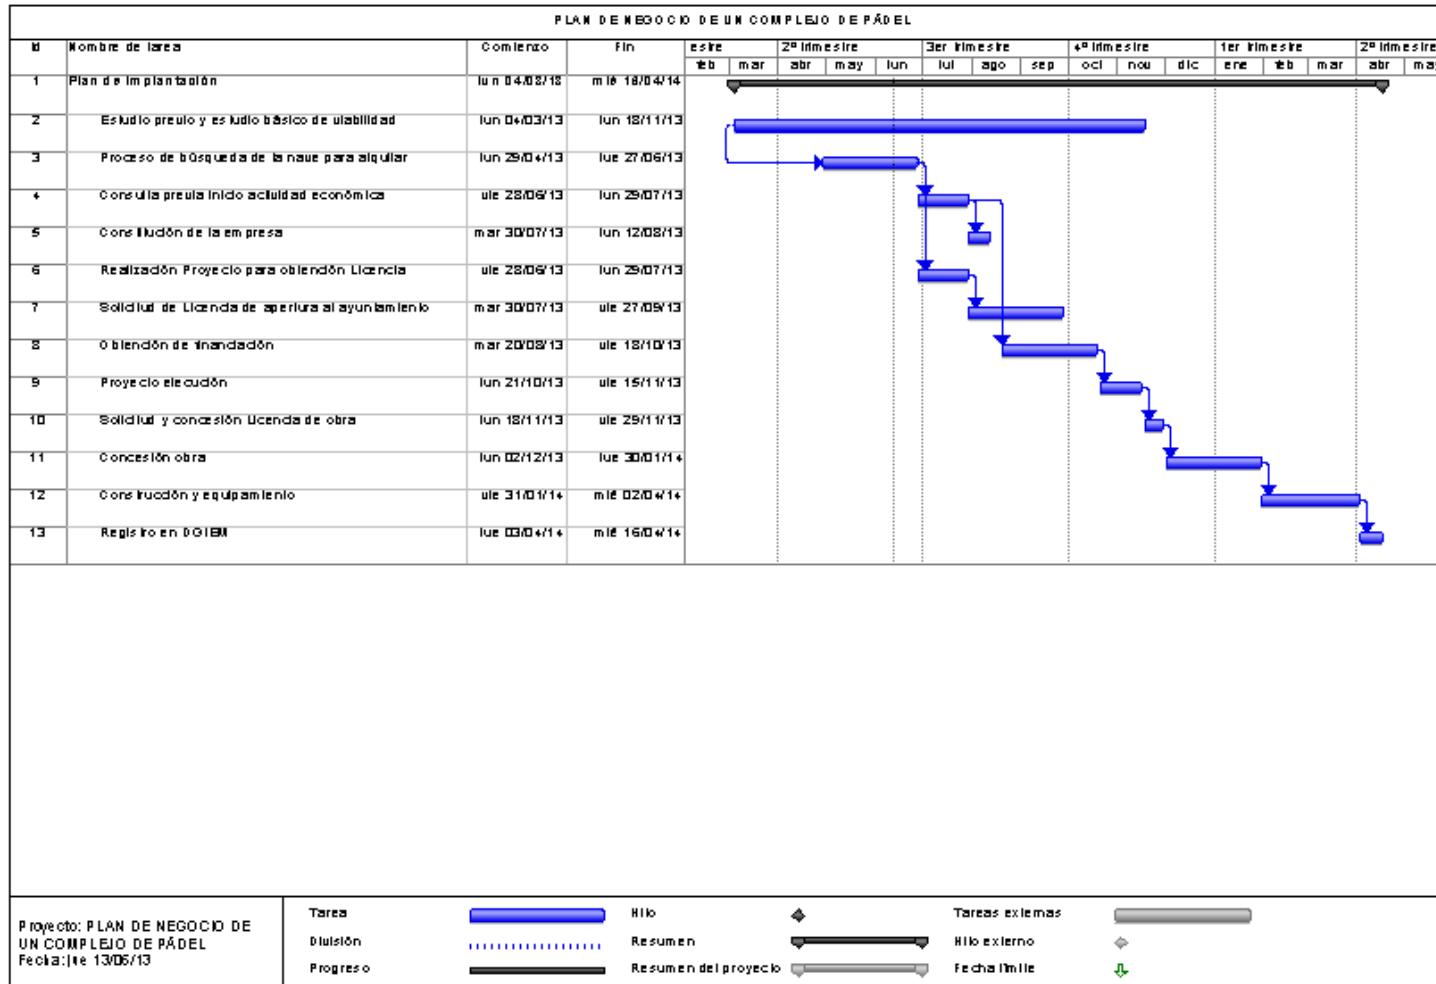 PLAN DE NEGOCIO DE UN COMPLEJO DE PÁDEL
Id Nombre de tarea Comienzo Fin estre 2º trimestre 3er trimestre 4º trimestre 1er trimestre 2º trimestre
feb mar abr may jun jul ago sep oct nov dic ene feb mar abr may
1 Plan de implantación lun 04/03/13 mié 16/04/14
2 Estudio previo y estudio básico de viabilidad lun 04/03/13 lun 18/11/13
3 Proceso de búsqueda de la nave para alquilar lun 29/04/13 jue 27/06/13
4 Consulta previa inicio actividad económica vie 28/06/13 lun 29/07/13
5 Constitución de la empresa mar 30/07/13 lun 12/08/13
6 Realización Proyecto para obtención Licencia vie 28/06/13 lun 29/07/13
7 Solicitud de Licencia de apertura al ayuntamiento mar 30/07/13 vie 27/09/13
8 Obtención de financiación mar 20/08/13 vie 18/10/13
9 Proyecto ejecución lun 21/10/13 vie 15/11/13
10 Solicitud y concesión Licencia de obra lun 18/11/13 vie 29/11/13
11 Concesión obra lun 02/12/13 jue 30/01/14
12 Construcción y equipamiento vie 31/01/14 mié 02/04/14
13 Registro en DGIEM jue 03/04/14 mié 16/04/14
Proyecto: PLAN DE NEGOCIO DE
UN COMPLEJO DE PÁDEL
Fecha: jue 13/06/13
Tarea Hito Tareas externas
División Resumen Hito externo
Progreso Resumen del proyecto Fecha límite